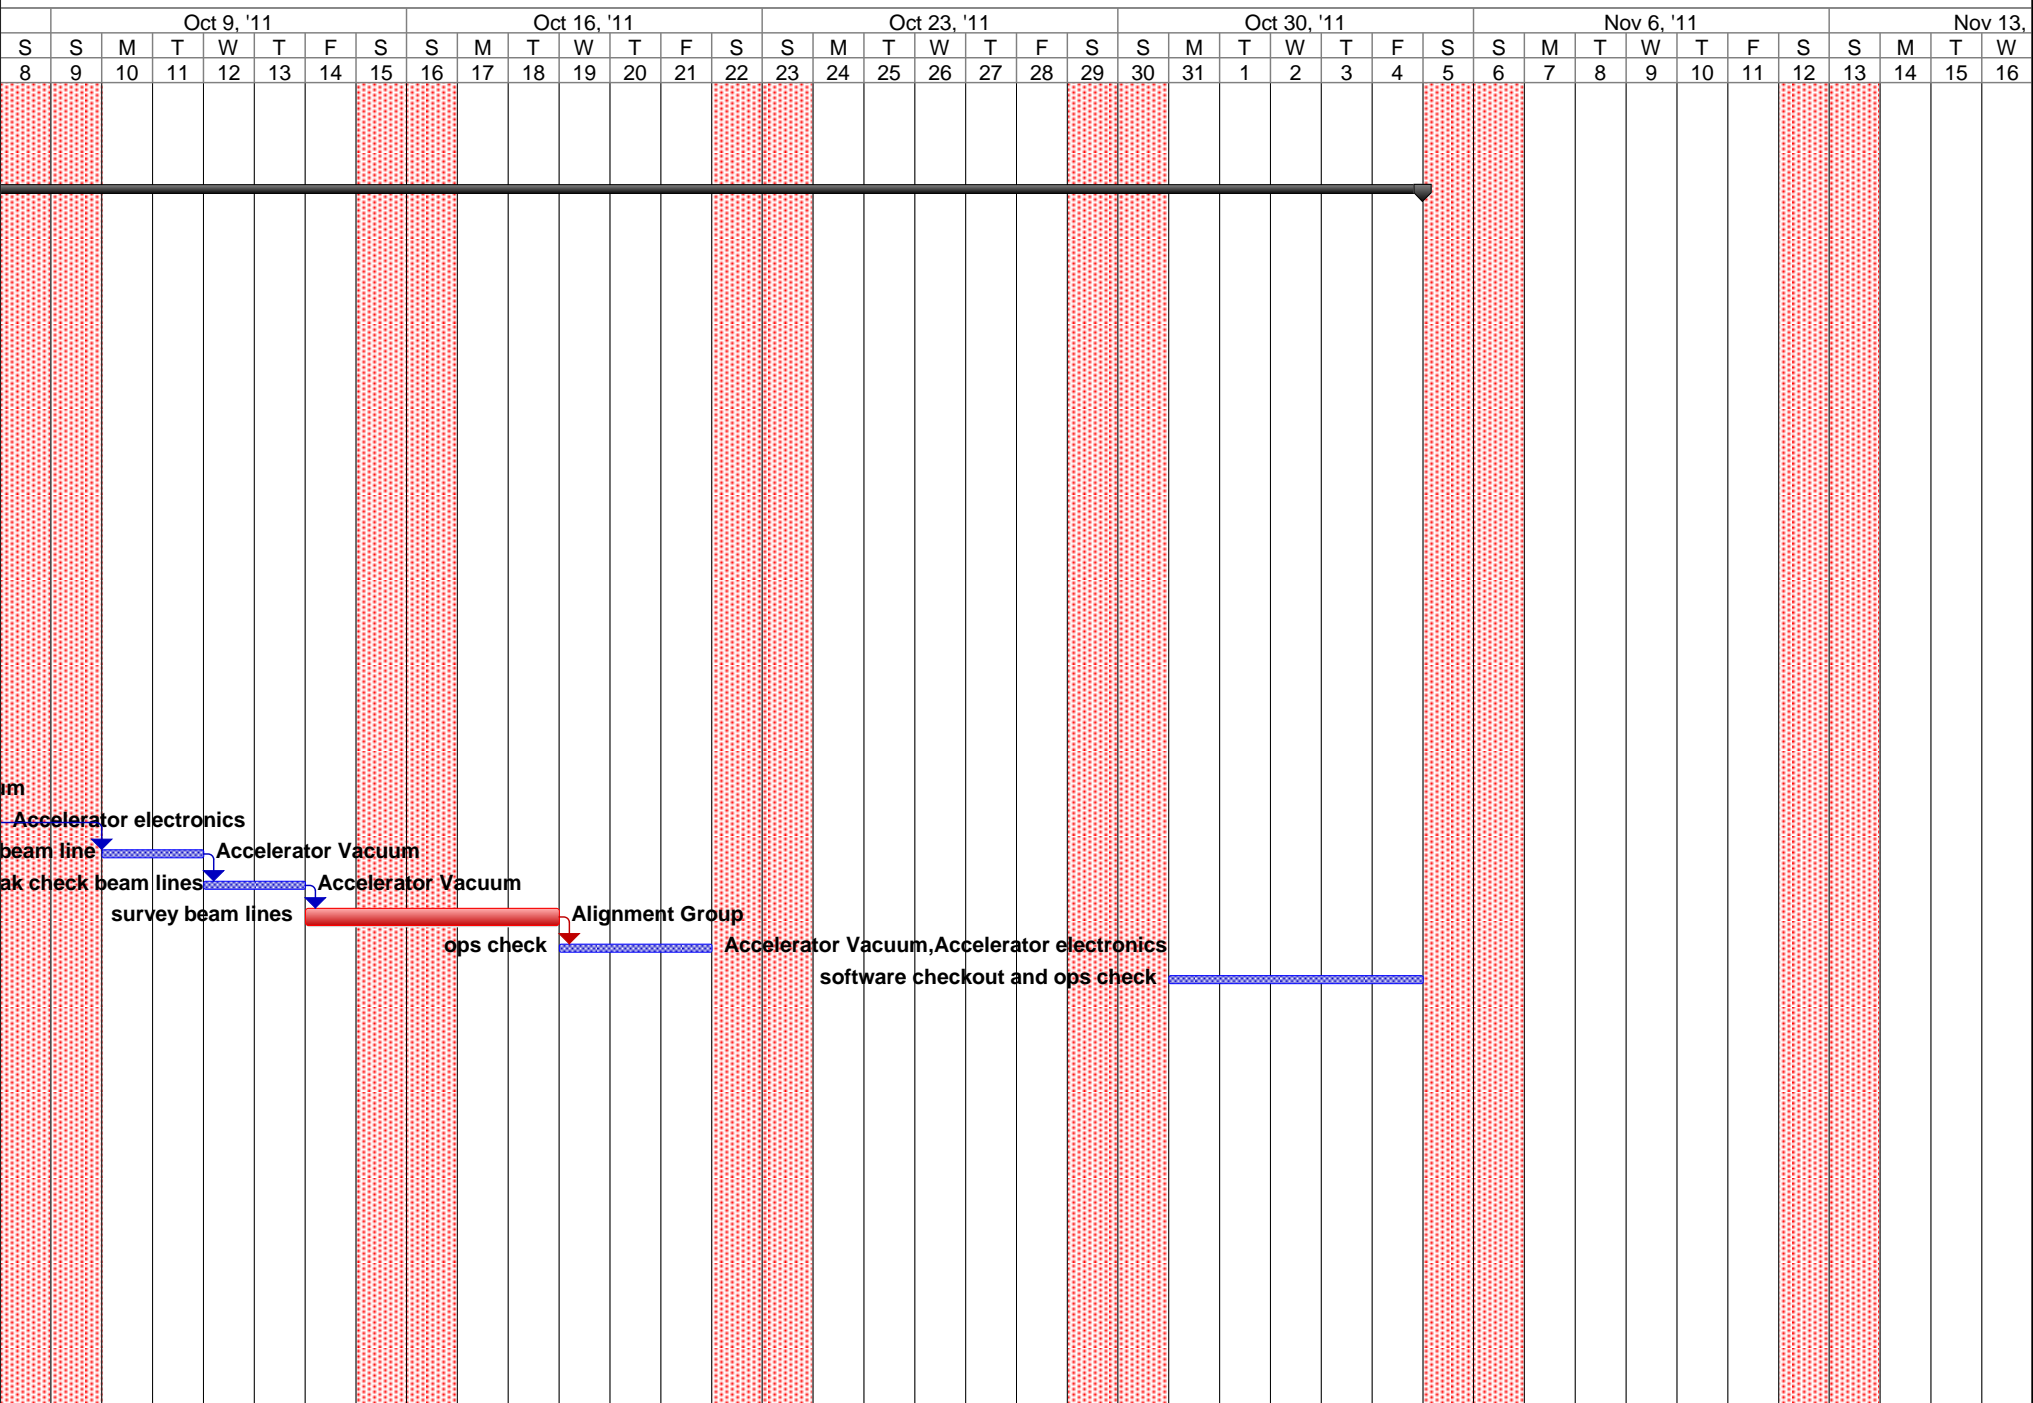 Oct 9, '11 Oct 16, '11 Oct 23, '11 Oct 30, '11 Nov 6, '11 Nov 13,
S S M T W T F S S M T W T F S S M T W T F S S M T W T F S S M T W T F S S M T W
8 9 10 11 12 13 14 15 16 17 18 19 20 21 22 23 24 25 26 27 28 29 30 31 1 2 3 4 5 6 7 8 9 10 11 12 13 14 15 16
um
Accelerator electronics
beam line Accelerator Vacuum
ak check beam lines Accelerator Vacuum
survey beam lines Alignment Group
ops check Accelerator Vacuum,Accelerator electronics
software checkout and ops check